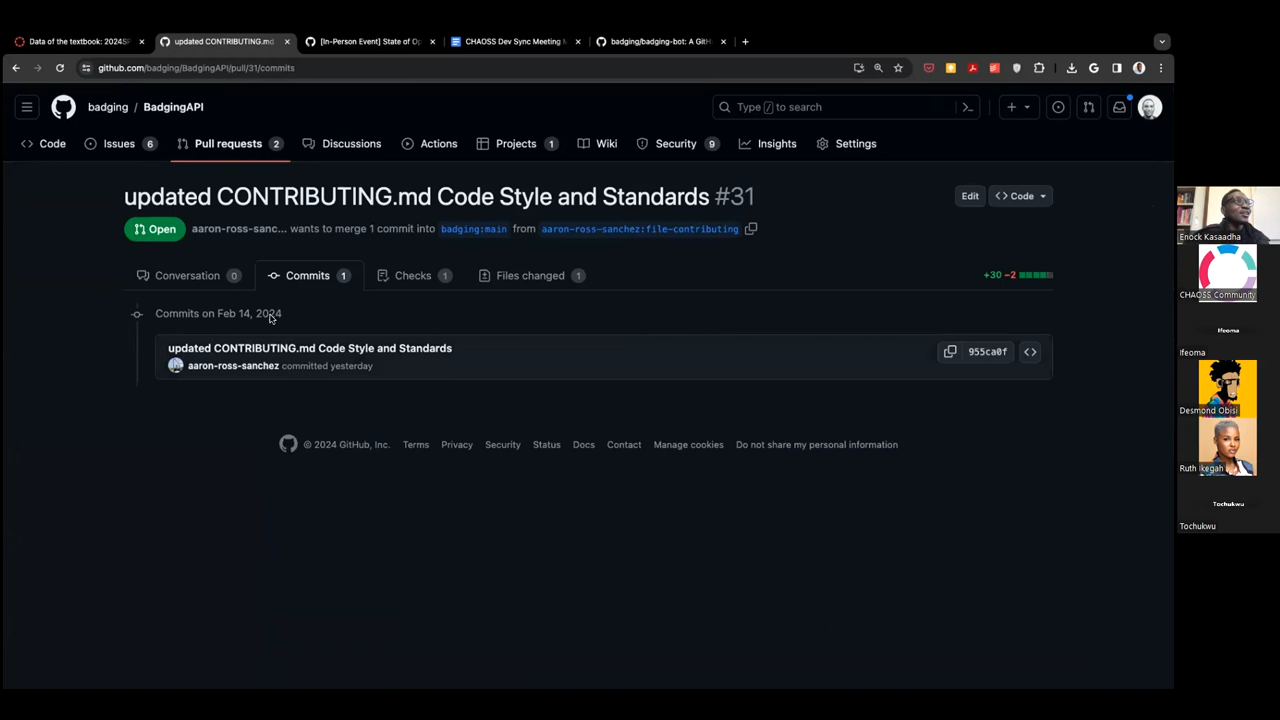 Data of the textbook: 2024SP
updated CONTRIBUTING.md
[In-Person Event] State of Op
CHAOSS Dev Sync Meeting M
badging/badging-bot: A GitH
github.com/badging/BadgingAPI/pull/31/commits
badging / BadgingAPI
Type / to search
Code
Issues 6
Pull requests 2
Discussions
Actions
Projects 1
Wiki
Security 9
Insights
Settings
updated CONTRIBUTING.md Code Style and Standards #31
Edit
Code
Open
aaron-ross-sanc... wants to merge 1 commit into badging:main from aaron-ross-sanchez:file-contributing
Conversation 0
Commits 1
Checks 1
Files changed 1
+30 −2
Commits on Feb 14, 2024
updated CONTRIBUTING.md Code Style and Standards
aaron-ross-sanchez committed yesterday
955ca0f
© 2024 GitHub, Inc.
Terms
Privacy
Security
Status
Docs
Contact
Manage cookies
Do not share my personal information
Enock Kasaadha
CHAOSS Community
Ifeoma
Ifeoma
Desmond Obisi
Ruth Ikegah
Tochukwu
Tochukwu